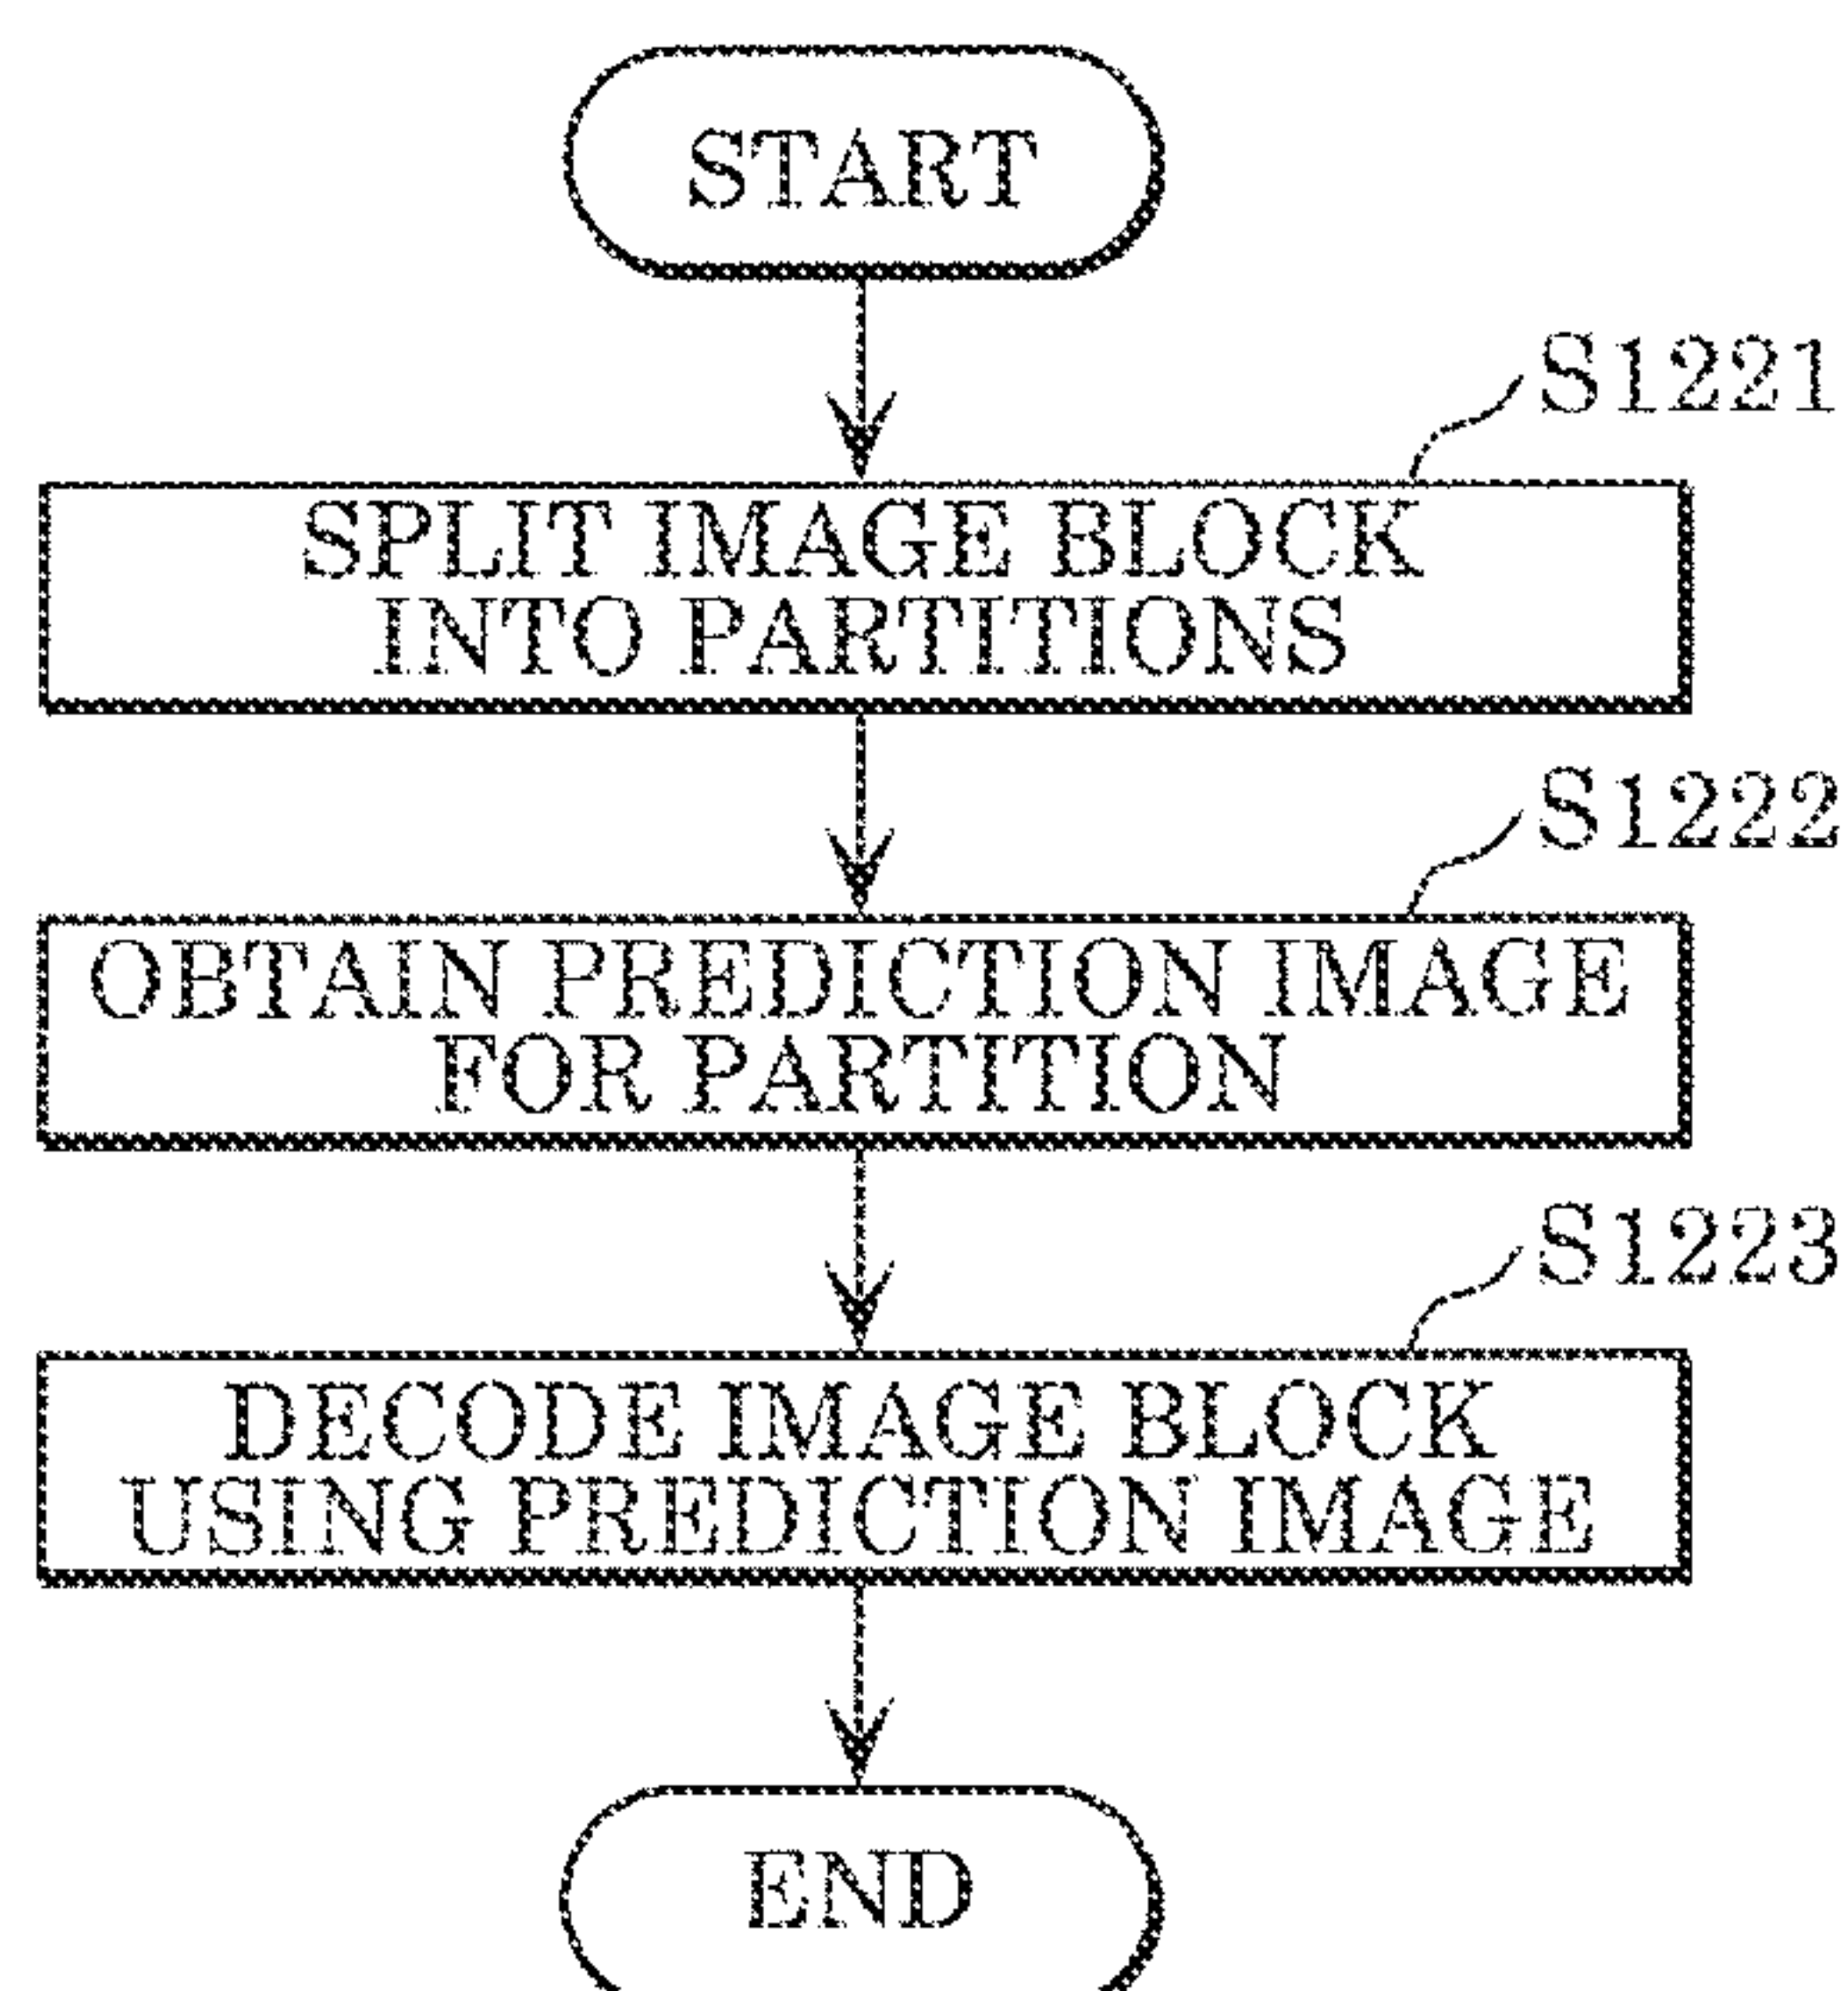 START
S1221
SPLIT IMAGE BLOCK
INTO PARTITIONS
S1222
OBTAIN PREDICTION IMAGE
FOR PARTITION
S1223
DECODE IMAGE BLOCK
USING PREDICTION IMAGE
END